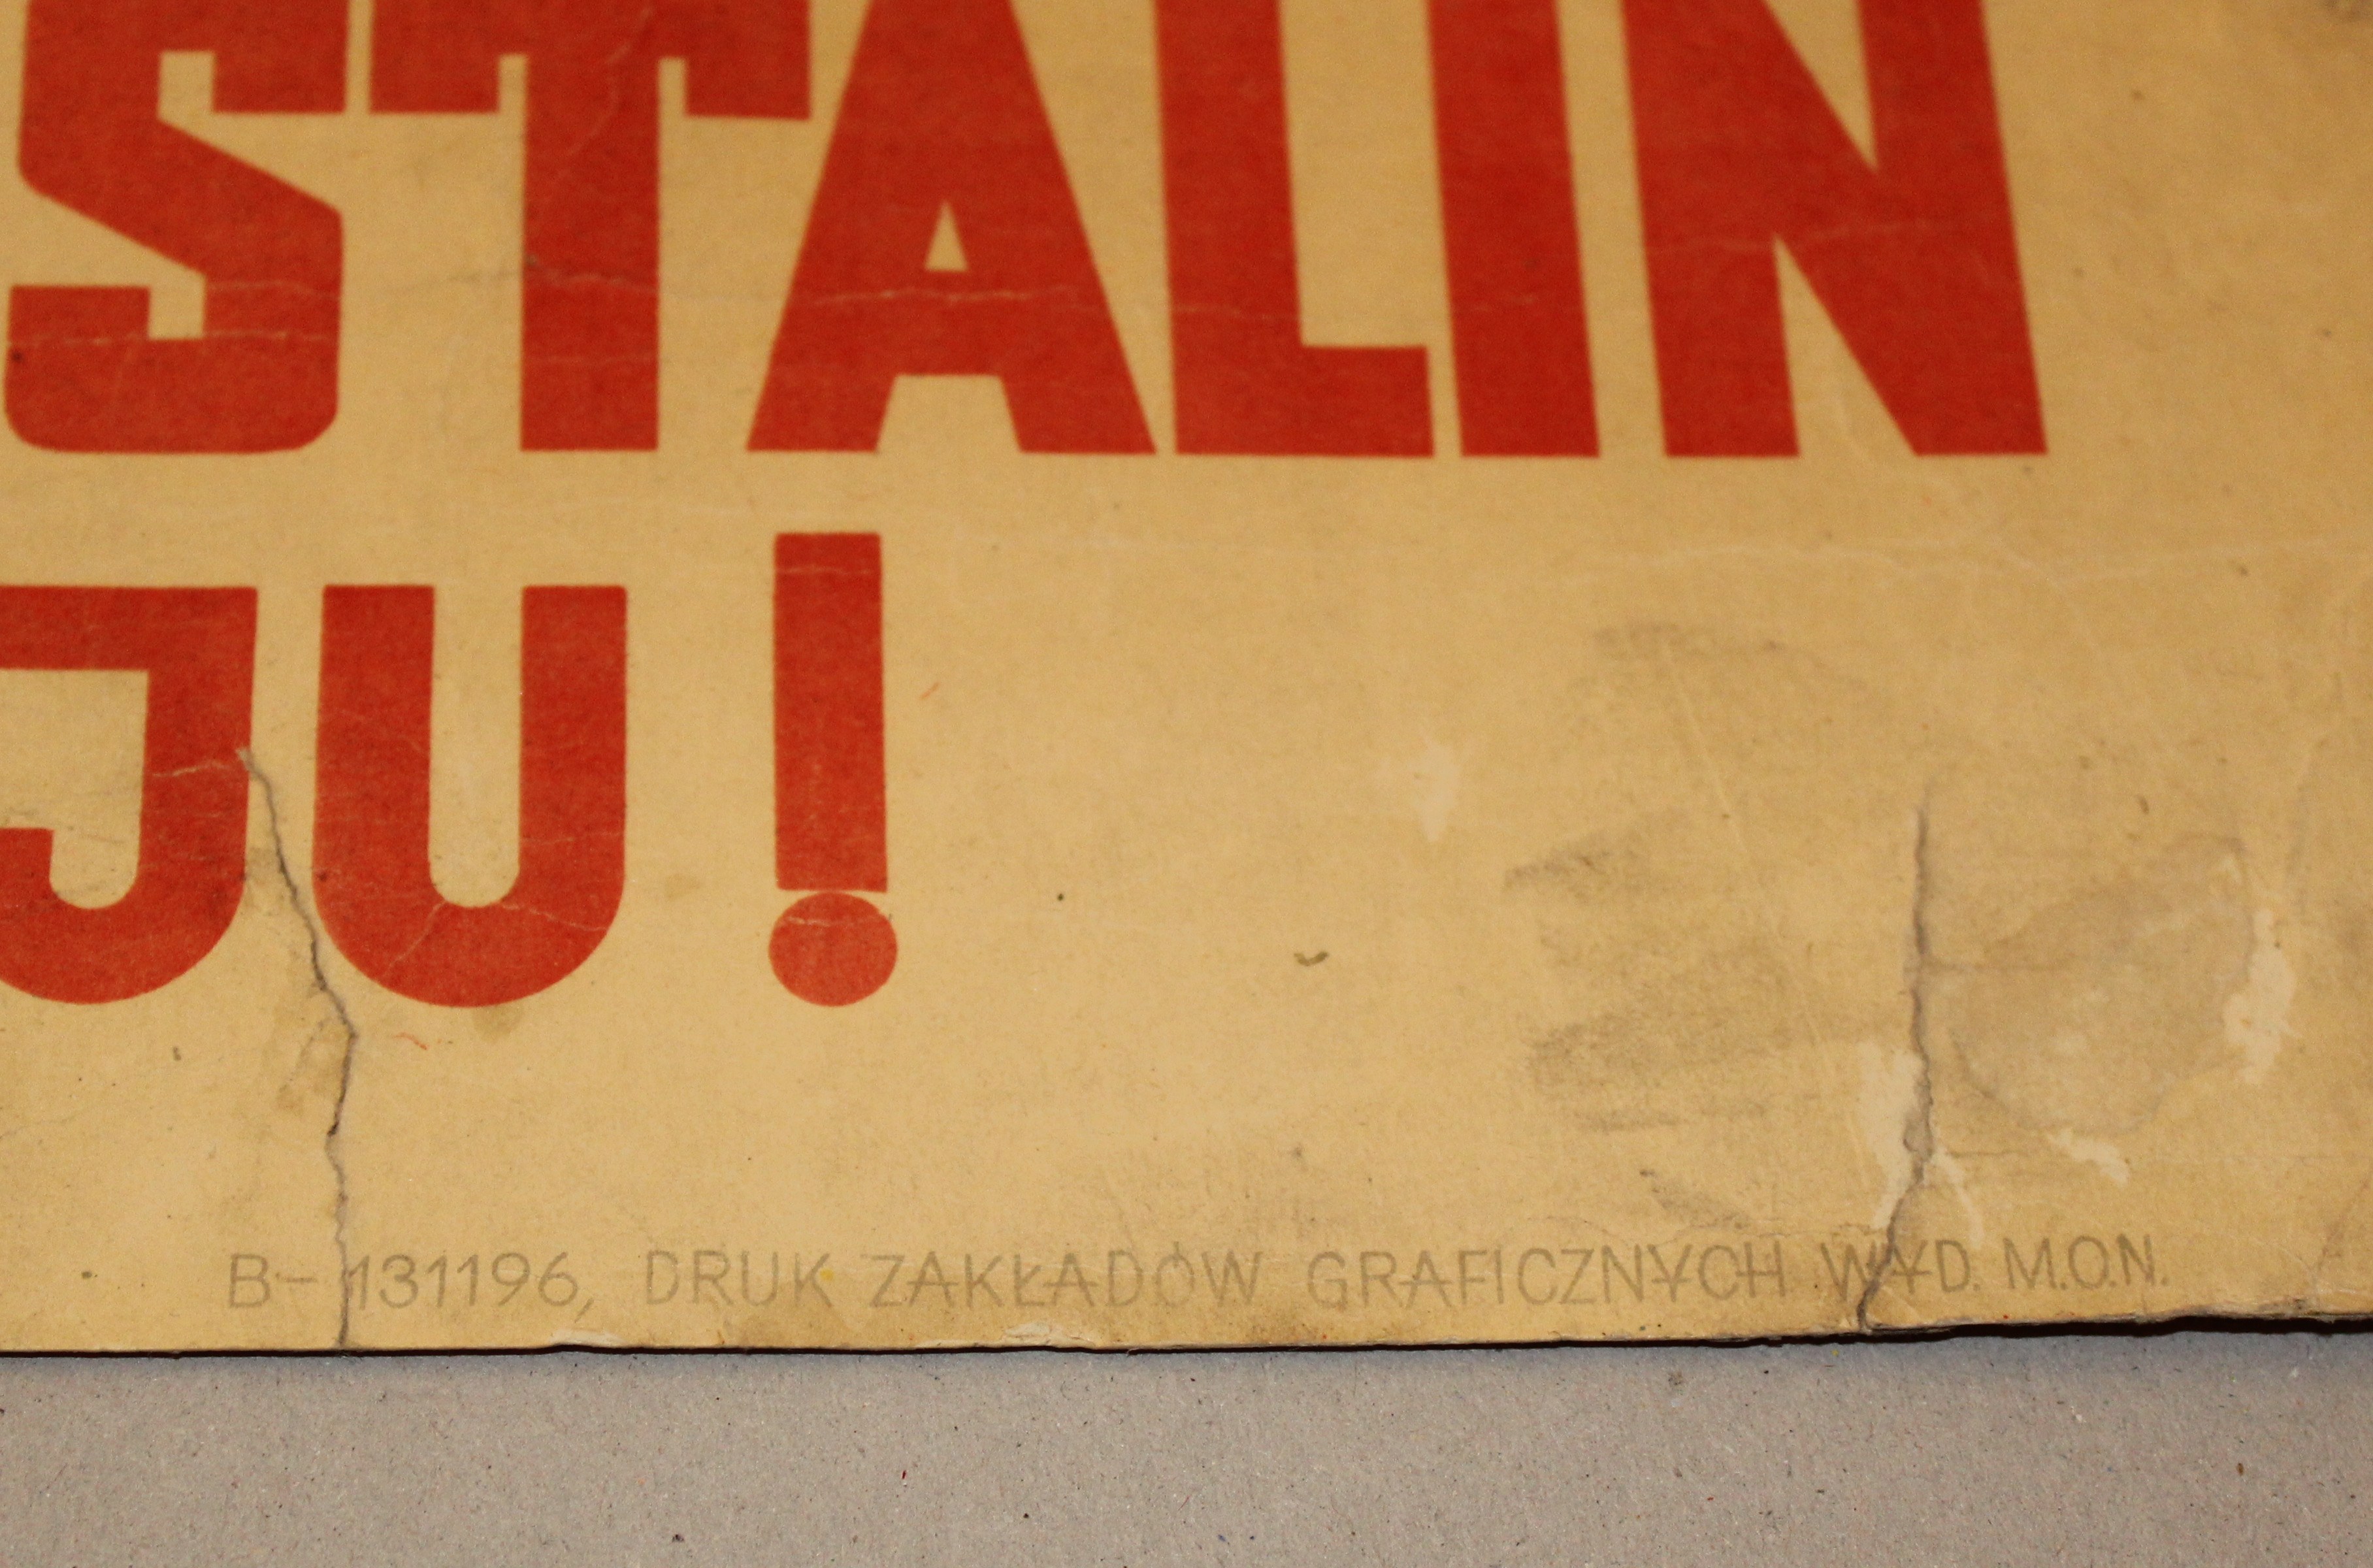 STALIN
JU!
B-131196, DRUK ZAKŁADÓW GRAFICZNYCH WYD. M.O.N.